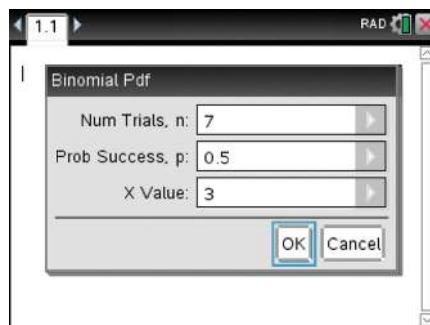 1.1
RAD
Binomial Pdf
Num Trials, n: 7
Prob Success, p: 0.5
X Value: 3
OK Cancel